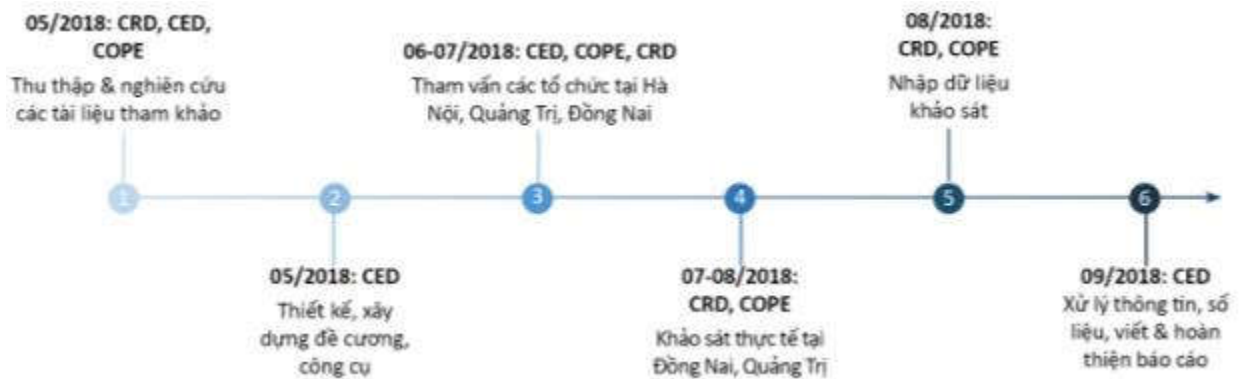 05/2018: CRD, CED,
COPE
Thu thập & nghiên cứu
các tài liệu tham khảo
1
05/2018: CED
Thiết kế, xây
dựng đề cương,
công cụ
2
06-07/2018: CED, COPE, CRD
Tham vấn các tổ chức tại Hà
Nội, Quảng Trị, Đồng Nai
3
07-08/2018:
CRD, COPE
Khảo sát thực tế tại
Đồng Nai, Quảng Trị
4
08/2018:
CRD, COPE
Nhập dữ liệu
khảo sát
5
09/2018: CED
Xử lý thông tin, số
liệu, viết & hoàn
thiện báo cáo
6